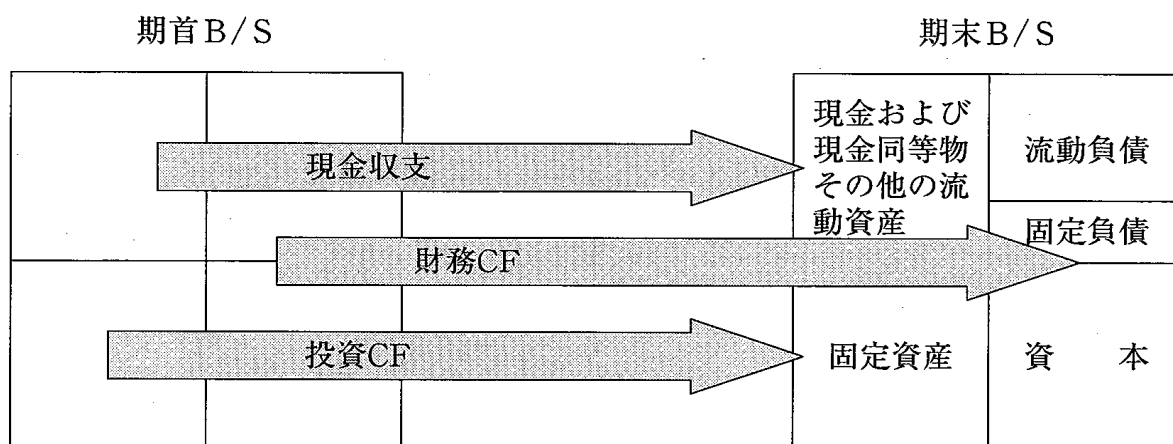 期首B/S
期末B/S
現金収支
現金および
現金同等物
その他の流
動資産
流動負債
固定負債
財務CF
投資CF
固定資産
資　本